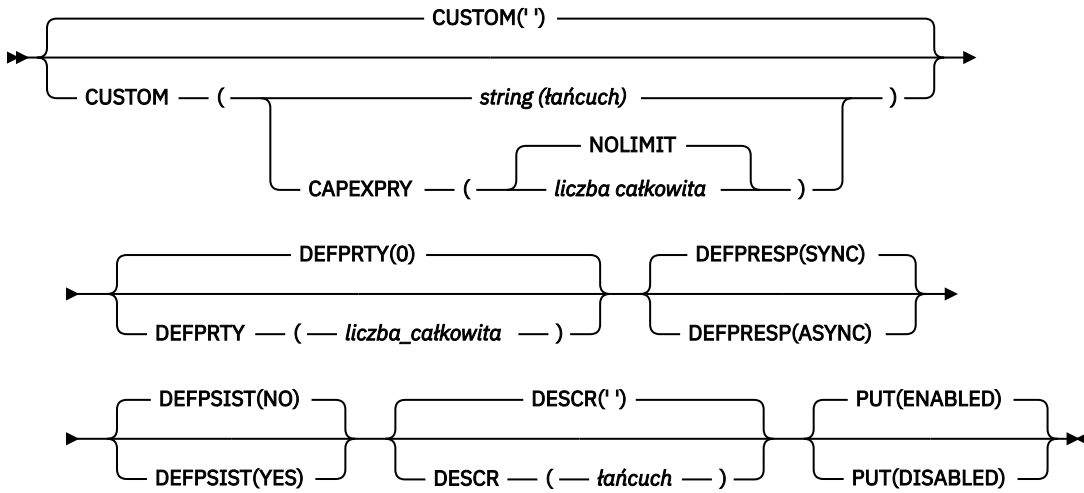 CUSTOM(' ')
CUSTOM ( string (łańcuch) )
NOLIMIT
CAPEXPRY ( liczba całkowita )
DEFPRTY(0) DEFPRESP(SYNC)
DEFPRTY ( liczba_całkowita ) DEFPRESP(ASYNC)
DEFPSIST(NO) DESCR(' ') PUT(ENABLED)
DEFPSIST(YES) DESCR ( łańcuch ) PUT(DISABLED)